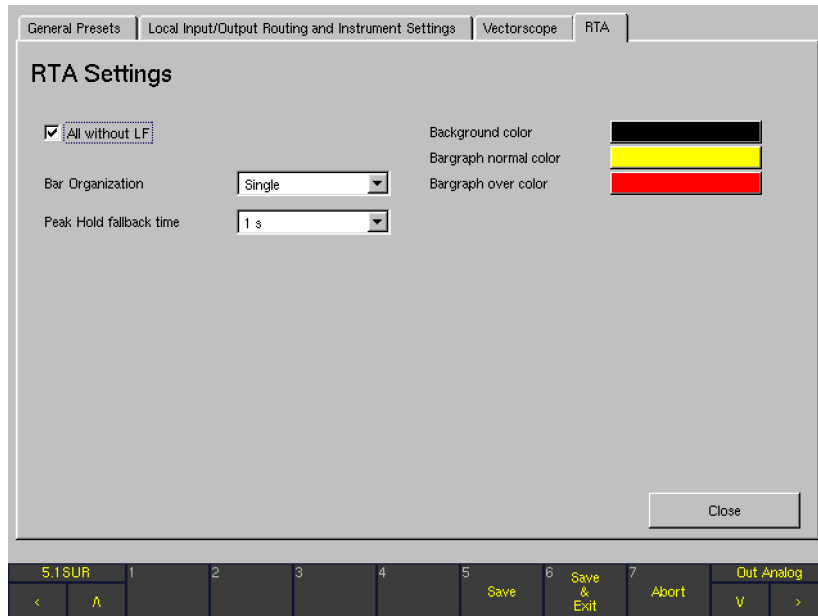 General Presets
Local Input/Output Routing and Instrument Settings
Vectorscope
RTA
RTA Settings
All without LF
Background color
Bargraph normal color
Bar Organization
Single
Bargraph over color
Peak Hold fallback time
1 s
Close
5.1SUR
1
2
3
4
5
Save
6
Save
&
Exit
7
Abort
Out Analog
<
Λ
V
>